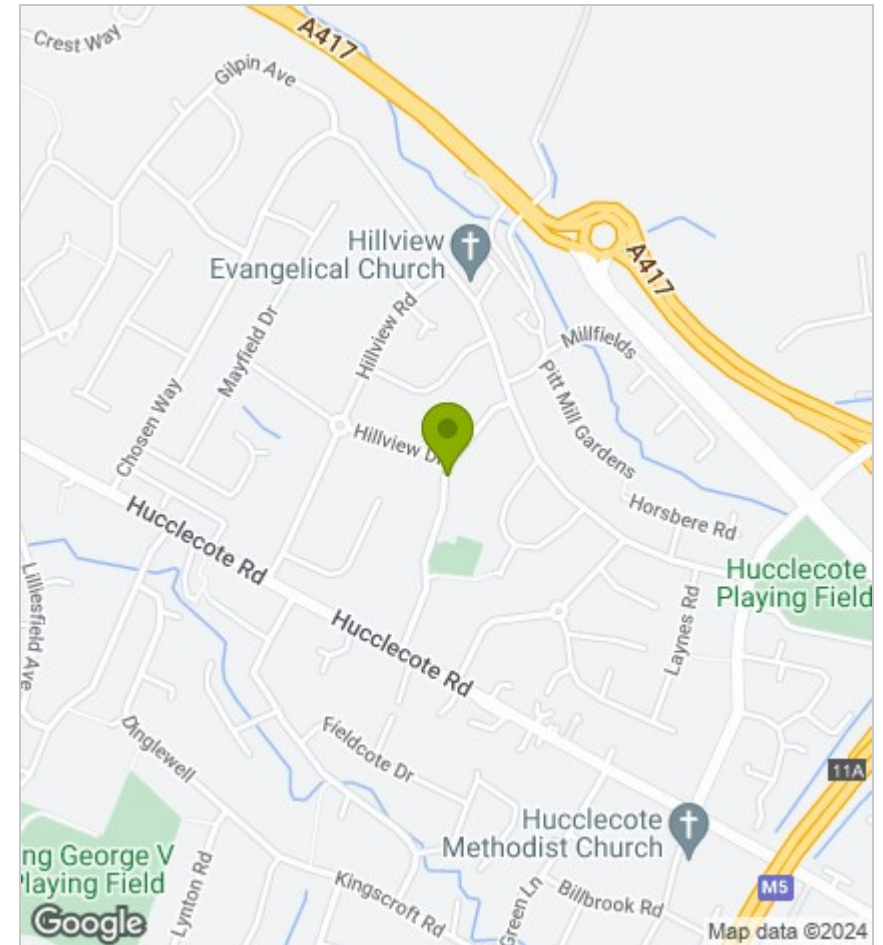 Crest Way
A417
Gilpin Ave
Hillview
Evangelical Church
A417
Hillview Rd
Millfields
Mayfield Dr
Chosen Way
Hillview Dr
Pitt Mill Gardens
Horsbere Rd
Hucclecote Rd
Hucclecote
Playing Field
Lilliesfield Ave
Laynes Rd
Hucclecote Rd
Dinglewell
Fieldcote Dr
11A
Hucclecote
Methodist Church
ng George V
Playing Field
Lynton Rd
Kingscroft Rd
Green Ln
Billbrook Rd
M5
Google
Map data ©2024